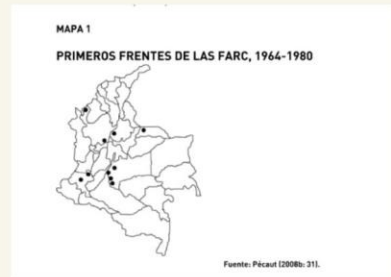 MAPA 1
PRIMEROS FRENTES DE LAS FARC, 1964-1980
Fuente: Pécaut (2008b: 31).